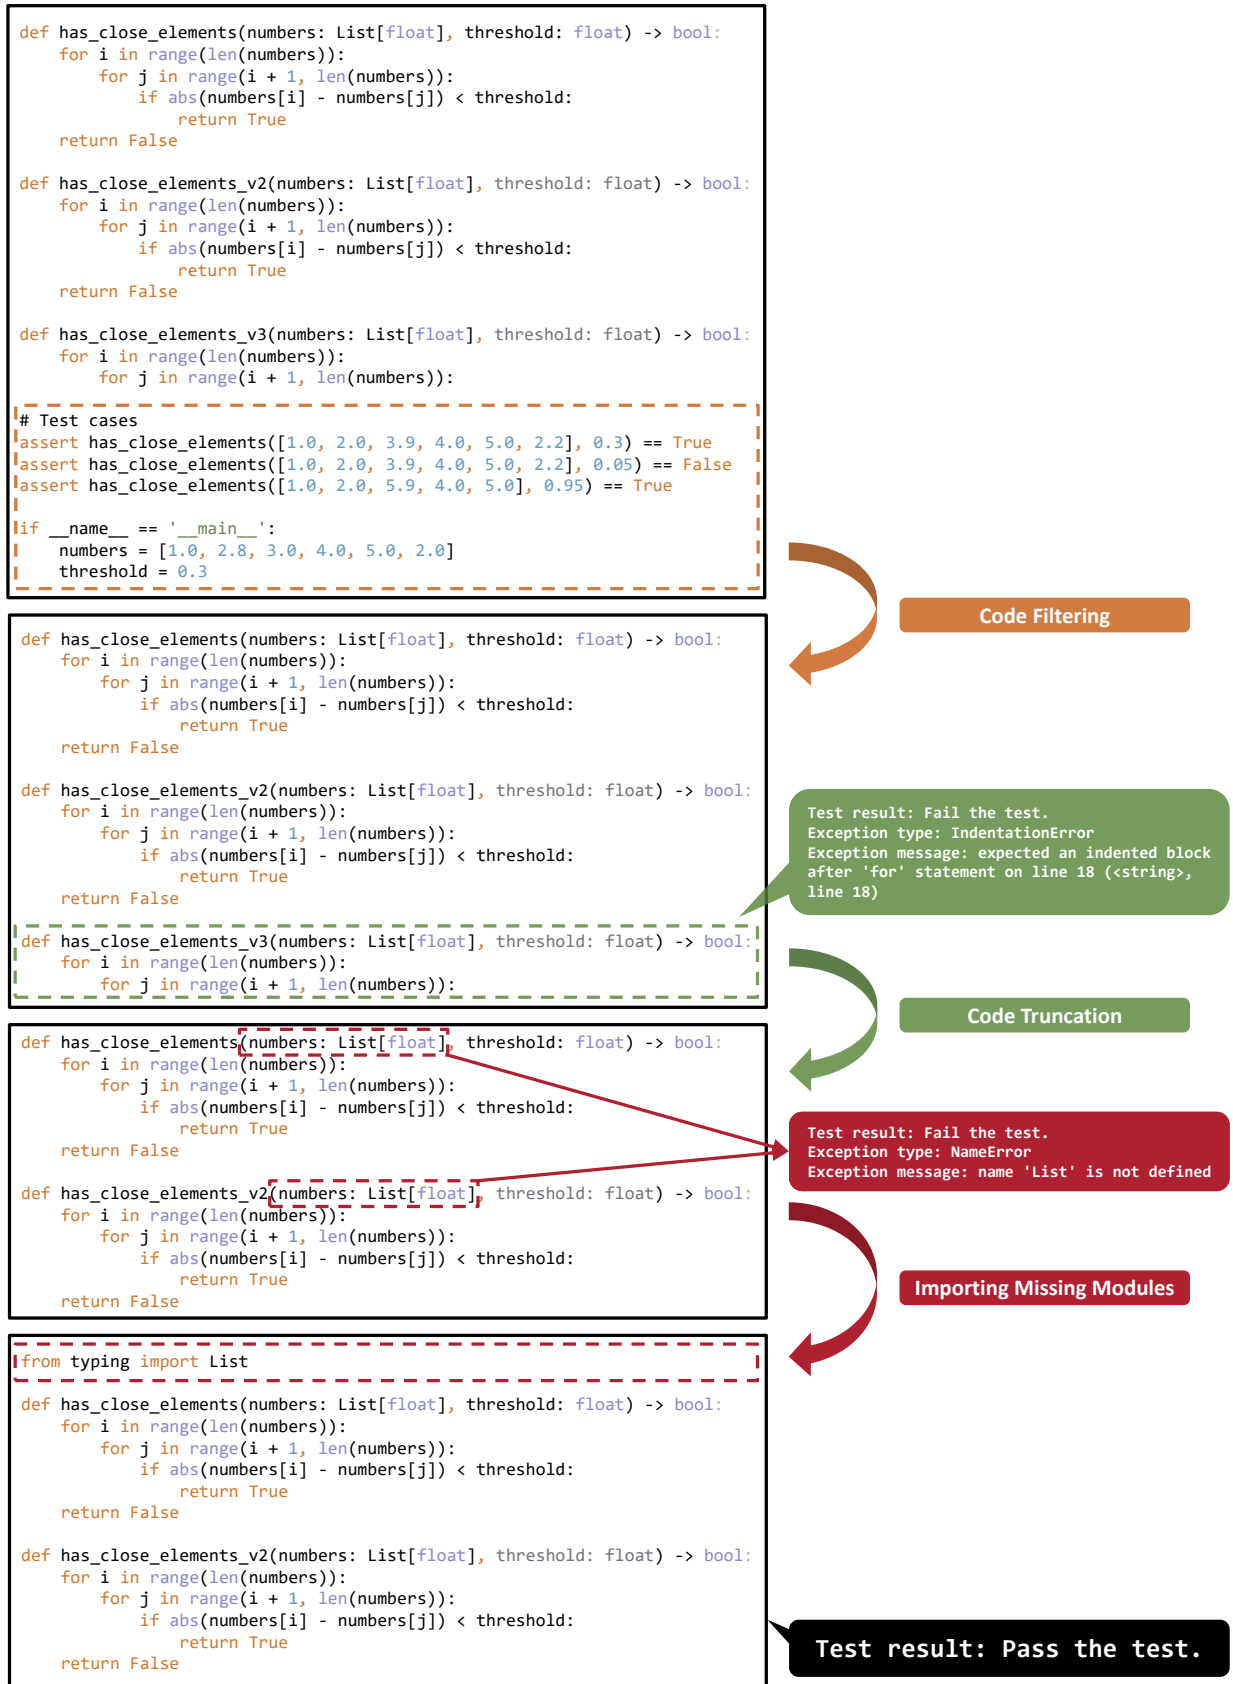 def has_close_elements(numbers: List[float], threshold: float) -> bool:
    for i in range(len(numbers)):
        for j in range(i + 1, len(numbers)):
            if abs(numbers[i] - numbers[j]) < threshold:
                return True
    return False
def has_close_elements_v2(numbers: List[float], threshold: float) -> bool:
    for i in range(len(numbers)):
        for j in range(i + 1, len(numbers)):
            if abs(numbers[i] - numbers[j]) < threshold:
                return True
    return False
def has_close_elements_v3(numbers: List[float], threshold: float) -> bool:
    for i in range(len(numbers)):
        for j in range(i + 1, len(numbers)):
# Test cases
assert has_close_elements([1.0, 2.0, 3.9, 4.0, 5.0, 2.2], 0.3) == True
assert has_close_elements([1.0, 2.0, 3.9, 4.0, 5.0, 2.2], 0.05) == False
assert has_close_elements([1.0, 2.0, 5.9, 4.0, 5.0], 0.95) == True
if __name__ == '__main__':
    numbers = [1.0, 2.8, 3.0, 4.0, 5.0, 2.0]
    threshold = 0.3
Code Filtering
def has_close_elements(numbers: List[float], threshold: float) -> bool:
    for i in range(len(numbers)):
        for j in range(i + 1, len(numbers)):
            if abs(numbers[i] - numbers[j]) < threshold:
                return True
    return False
def has_close_elements_v2(numbers: List[float], threshold: float) -> bool:
    for i in range(len(numbers)):
        for j in range(i + 1, len(numbers)):
            if abs(numbers[i] - numbers[j]) < threshold:
                return True
    return False
def has_close_elements_v3(numbers: List[float], threshold: float) -> bool:
    for i in range(len(numbers)):
        for j in range(i + 1, len(numbers)):
Test result: Fail the test.
Exception type: IndentationError
Exception message: expected an indented block
after 'for' statement on line 18 (<string>,
line 18)
Code Truncation
def has_close_elements(numbers: List[float], threshold: float) -> bool:
    for i in range(len(numbers)):
        for j in range(i + 1, len(numbers)):
            if abs(numbers[i] - numbers[j]) < threshold:
                return True
    return False
def has_close_elements_v2(numbers: List[float], threshold: float) -> bool:
    for i in range(len(numbers)):
        for j in range(i + 1, len(numbers)):
            if abs(numbers[i] - numbers[j]) < threshold:
                return True
    return False
Test result: Fail the test.
Exception type: NameError
Exception message: name 'List' is not defined
Importing Missing Modules
from typing import List
def has_close_elements(numbers: List[float], threshold: float) -> bool:
    for i in range(len(numbers)):
        for j in range(i + 1, len(numbers)):
            if abs(numbers[i] - numbers[j]) < threshold:
                return True
    return False
def has_close_elements_v2(numbers: List[float], threshold: float) -> bool:
    for i in range(len(numbers)):
        for j in range(i + 1, len(numbers)):
            if abs(numbers[i] - numbers[j]) < threshold:
                return True
    return False
Test result: Pass the test.